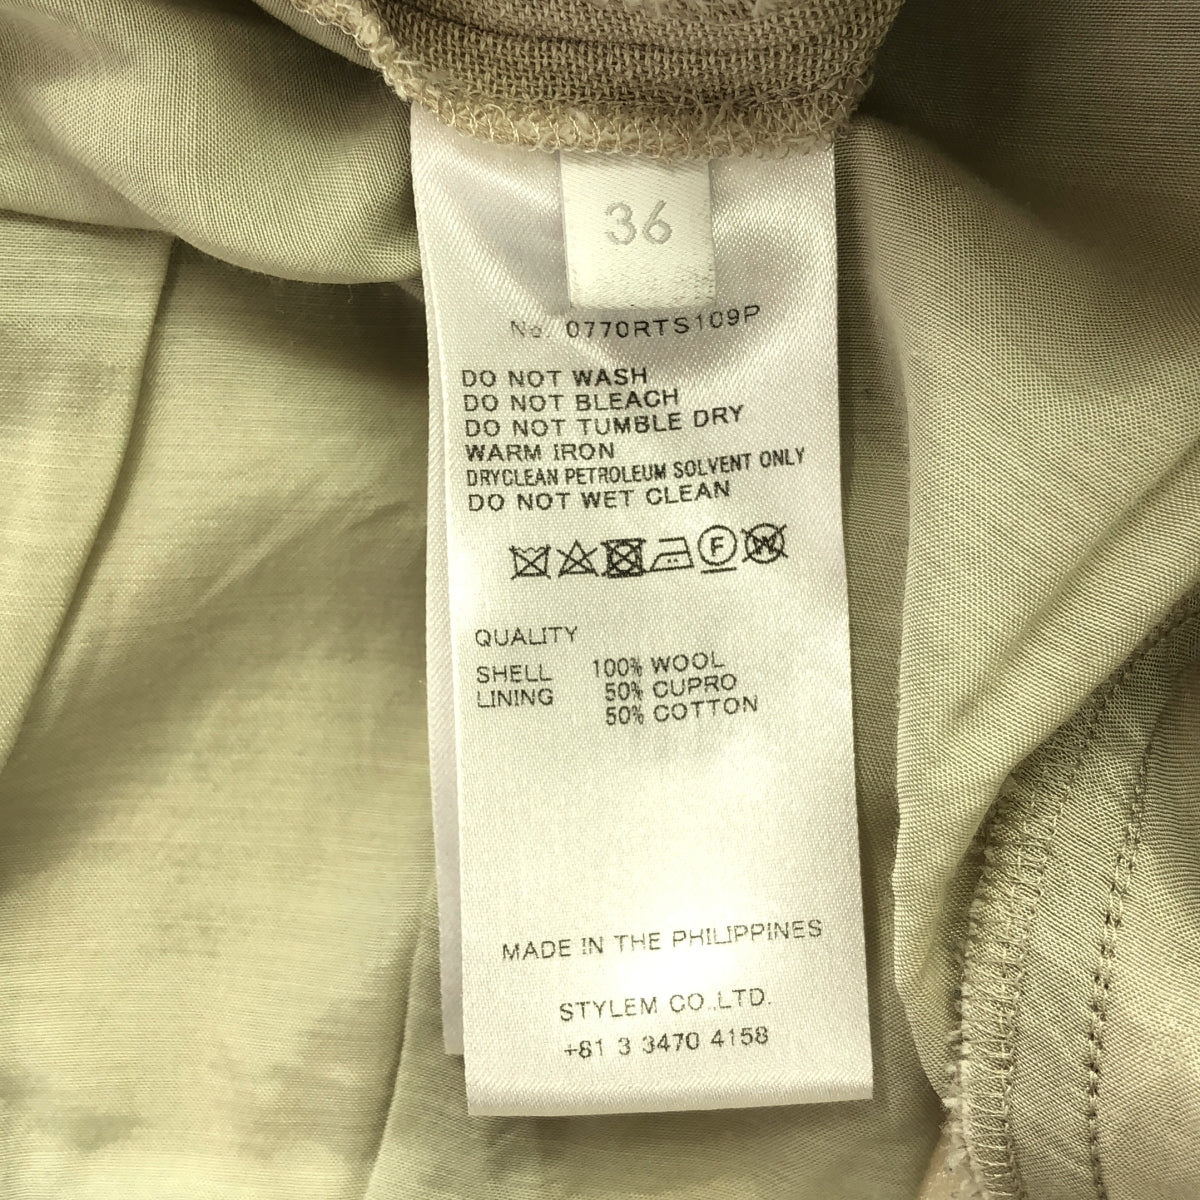 36
No. 0770RTS109P
DO NOT WASH
DO NOT BLEACH
DO NOT TUMBLE DRY
WARM IRON
DRYCLEAN PETROLEUM SOLVENT ONLY
DO NOT WET CLEAN
F W
QUALITY
SHELL 100% WOOL
LINING 50% CUPRO
50% COTTON
MADE IN THE PHILIPPINES
STYLEM CO.,LTD.
+81 3 3470 4158